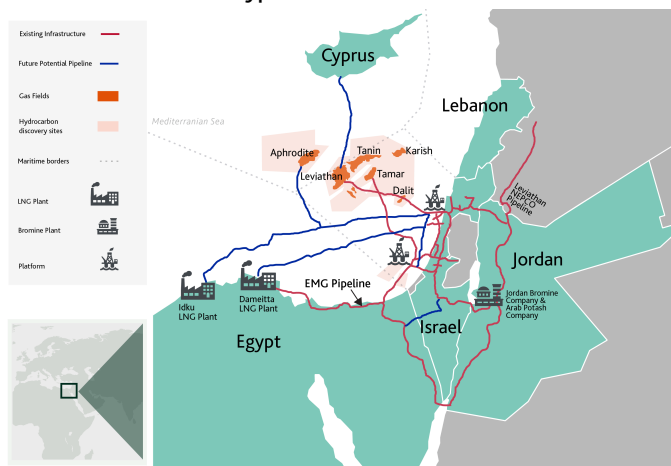 Existing Infrastructure
Future Potential Pipeline
Gas Fields
Hydrocarbon
discovery sites
Maritime borders
LNG Plant
Bromine Plant
Platform
Mediterranean Sea
Cyprus
Lebanon
Aphrodite
Tanin
Karish
Leviathan
Tamar
Dalit
Leviathan
NEPCO
Pipeline
Jordan
Idku
LNG Plant
Dameitta
LNG Plant
EMG Pipeline
Jordan Bromine
Company &
Arab Potash
Company
Israel
Egypt